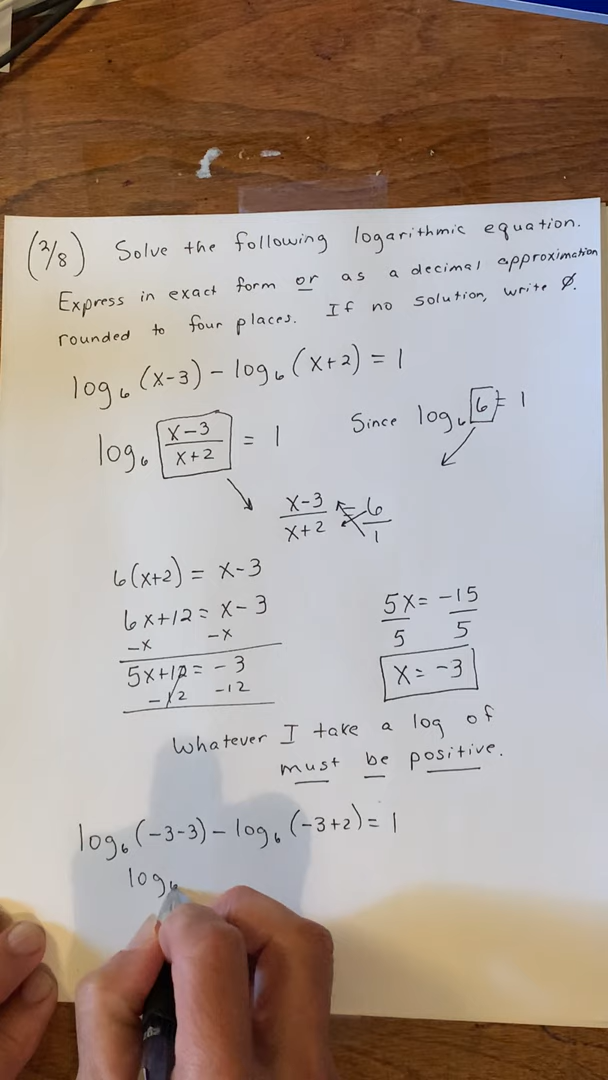 (2/8) Solve the following logarithmic equation.
Express in exact form or as a decimal approximation
rounded to four places. If no solution, write ∅.
log₆(x-3) - log₆(x+2) = 1
log₆ (x-3)/(x+2) = 1
Since log₆ 6 = 1
(x-3)/(x+2) = 6/1
6(x+2) = x-3
6x+12 = x-3
-x -x
5x+12 = -3
-12 -12
5x = -15
5 5
x = -3
Whatever I take a log of
must be positive.
log₆(-3-3) - log₆(-3+2) = 1
log₆